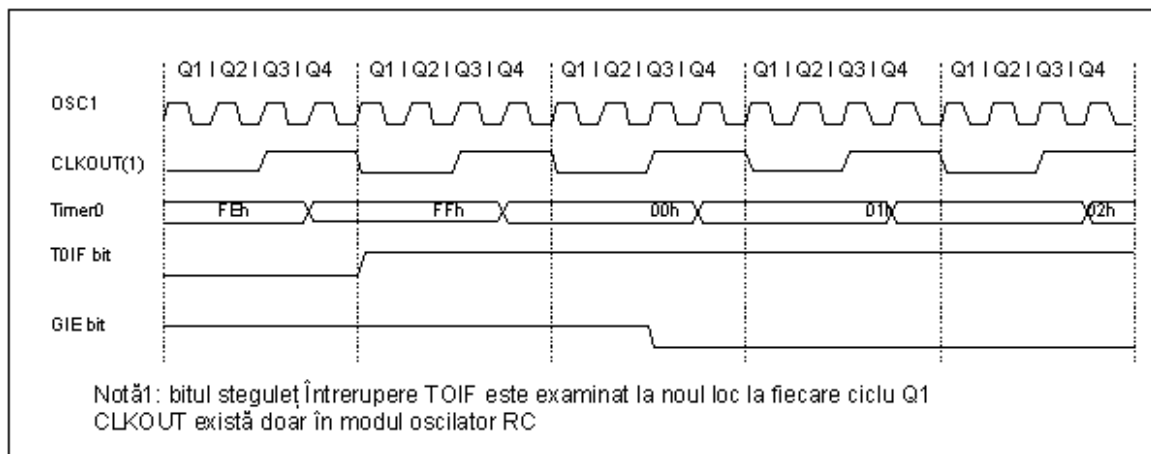 Q1 I Q2 I Q3 I Q4 Q1 I Q2 I Q3 I Q4 Q1 I Q2 I Q3 I Q4 Q1 I Q2 I Q3 I Q4 Q1 I Q2 I Q3 I Q4
OSC1
CLKOUT(1)
Timer0 FEh FFh 00h 01h 02h
T0IF bit
GIE bit
Notă1: bitul steguleţ Întrerupere TOIF este examinat la noul loc la fiecare ciclu Q1
CLKOUT există doar în modul oscilator RC